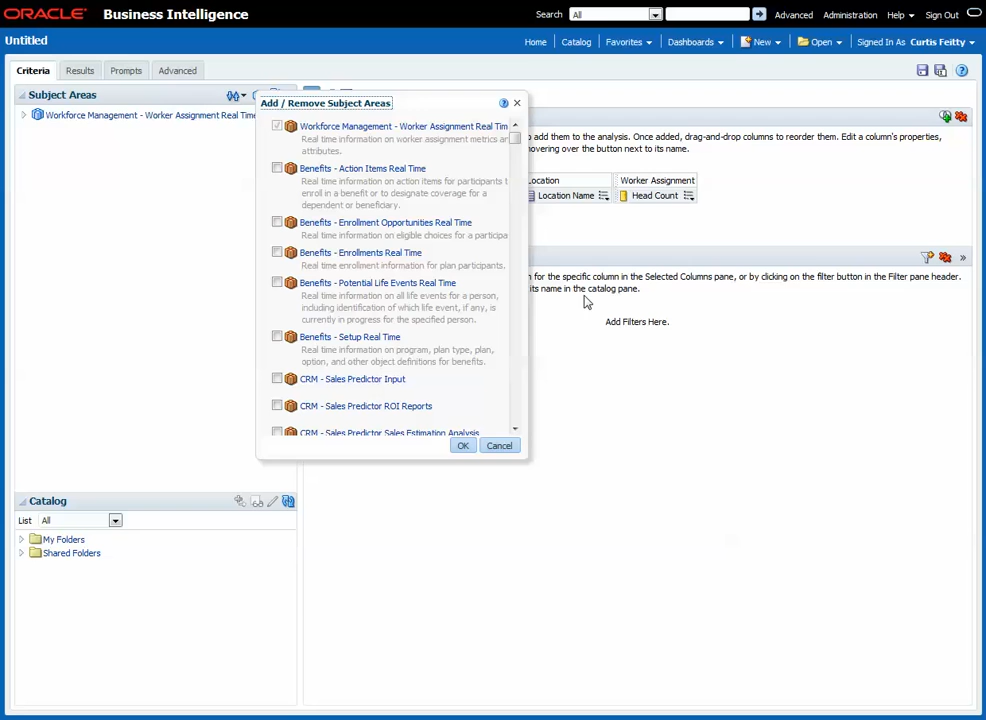 ORACLE® Business Intelligence
Search All Advanced Administration Help Sign Out
Untitled
Home Catalog Favorites Dashboards New Open Signed In As Curtis Feitty
Criteria Results Prompts Advanced
Subject Areas
Workforce Management - Worker Assignment Real Time
Add / Remove Subject Areas
Workforce Management - Worker Assignment Real Tim
Real time information on worker assignment metrics and
attributes.
Benefits - Action Items Real Time
Real time information on action items for participants to
enroll in a benefit or to designate coverage for a
dependent or beneficiary.
Benefits - Enrollment Opportunities Real Time
Real time information on eligible choices for a participa
Benefits - Enrollments Real Time
Real time enrollment information for plan participants.
Benefits - Potential Life Events Real Time
Real time information on all life events for a person,
including identification of which life event, if any, is
currently in progress for the specified person.
Benefits - Setup Real Time
Real time information on program, plan type, plan,
option, and other object definitions for benefits.
CRM - Sales Predictor Input
CRM - Sales Predictor ROI Reports
CRM - Sales Predictor Sales Estimation Analysis
OK Cancel
o add them to the analysis. Once added, drag-and-drop columns to reorder them. Edit a column's properties,
overing over the button next to its name.
ocation Worker Assignment
Location Name Head Count
n for the specific column in the Selected Columns pane, or by clicking on the filter button in the Filter pane header.
its name in the catalog pane.
Add Filters Here.
Catalog
List All
My Folders
Shared Folders